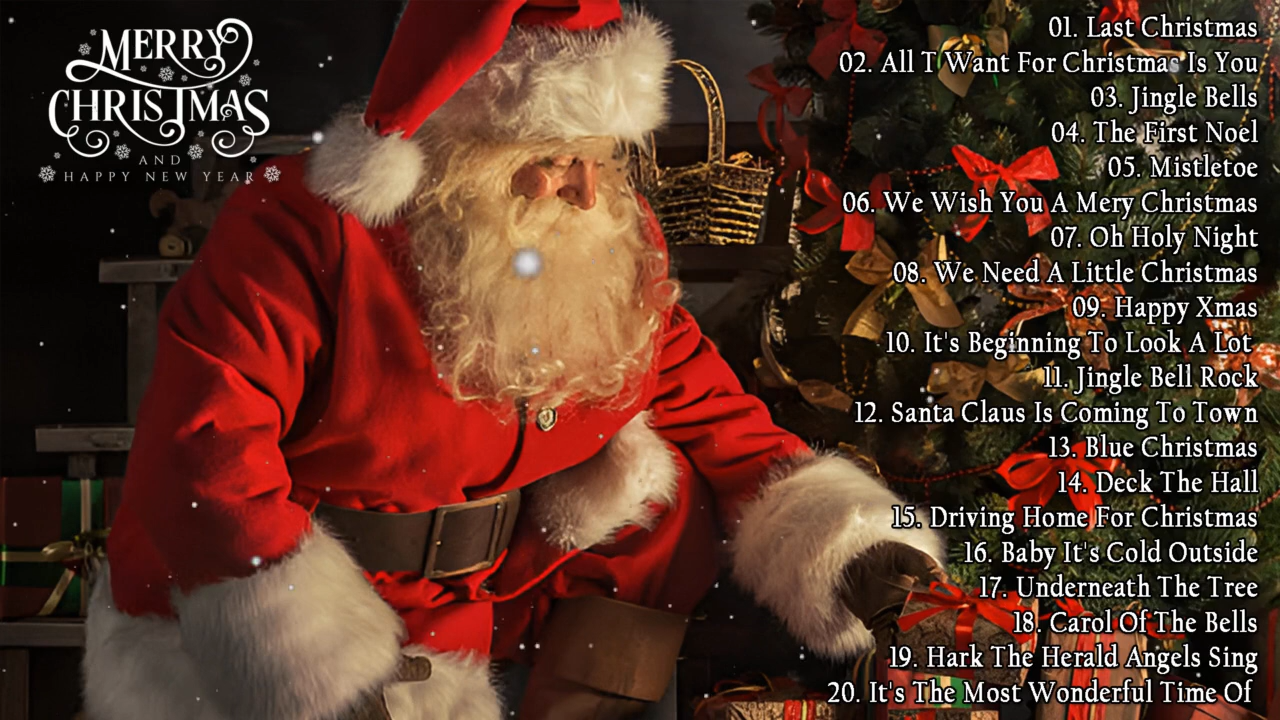 MERRY
CHRISTMAS
AND
HAPPY NEW YEAR
01. Last Christmas
02. All T Want For Christmas Is You
03. Jingle Bells
04. The First Noel
05. Mistletoe
06. We Wish You A Mery Christmas
07. Oh Holy Night
08. We Need A Little Christmas
09. Happy Xmas
10. It's Beginning To Look A Lot
11. Jingle Bell Rock
12. Santa Claus Is Coming To Town
13. Blue Christmas
14. Deck The Hall
15. Driving Home For Christmas
16. Baby It's Cold Outside
17. Underneath The Tree
18. Carol Of The Bells
19. Hark The Herald Angels Sing
20. It's The Most Wonderful Time Of